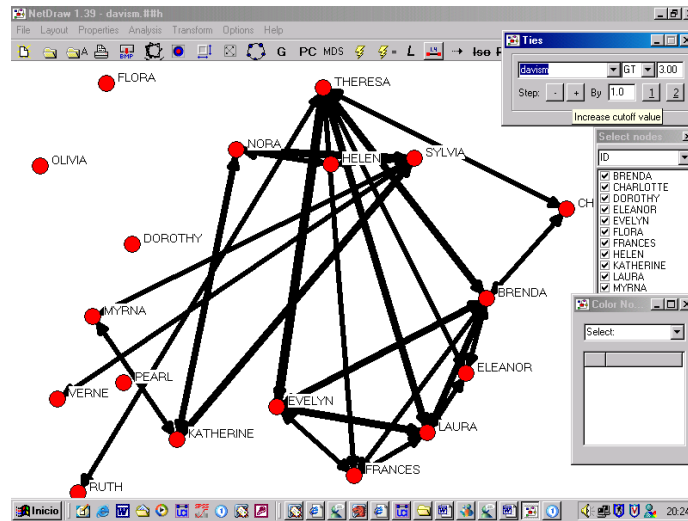 NetDraw 1.39 - davism.##h
File Layout Properties Analysis Transform Options Help
BMP G PC MDS L Iso
Ties
davism GT 3.00
Step: - + By 1.0 1 2
Increase cutoff value
Select nodes
ID
BRENDA
CHARLOTTE
DOROTHY
ELEANOR
EVELYN
FLORA
FRANCES
HELEN
KATHERINE
LAURA
MYRNA
Color No...
Select:
FLORA
THERESA
NORA
HELEN
SYLVIA
OLIVIA
CH
DOROTHY
BRENDA
MYRNA
PEARL
ELEANOR
VERNE
EVELYN
KATHERINE
LAURA
FRANCES
RUTH
Inicio 20:24